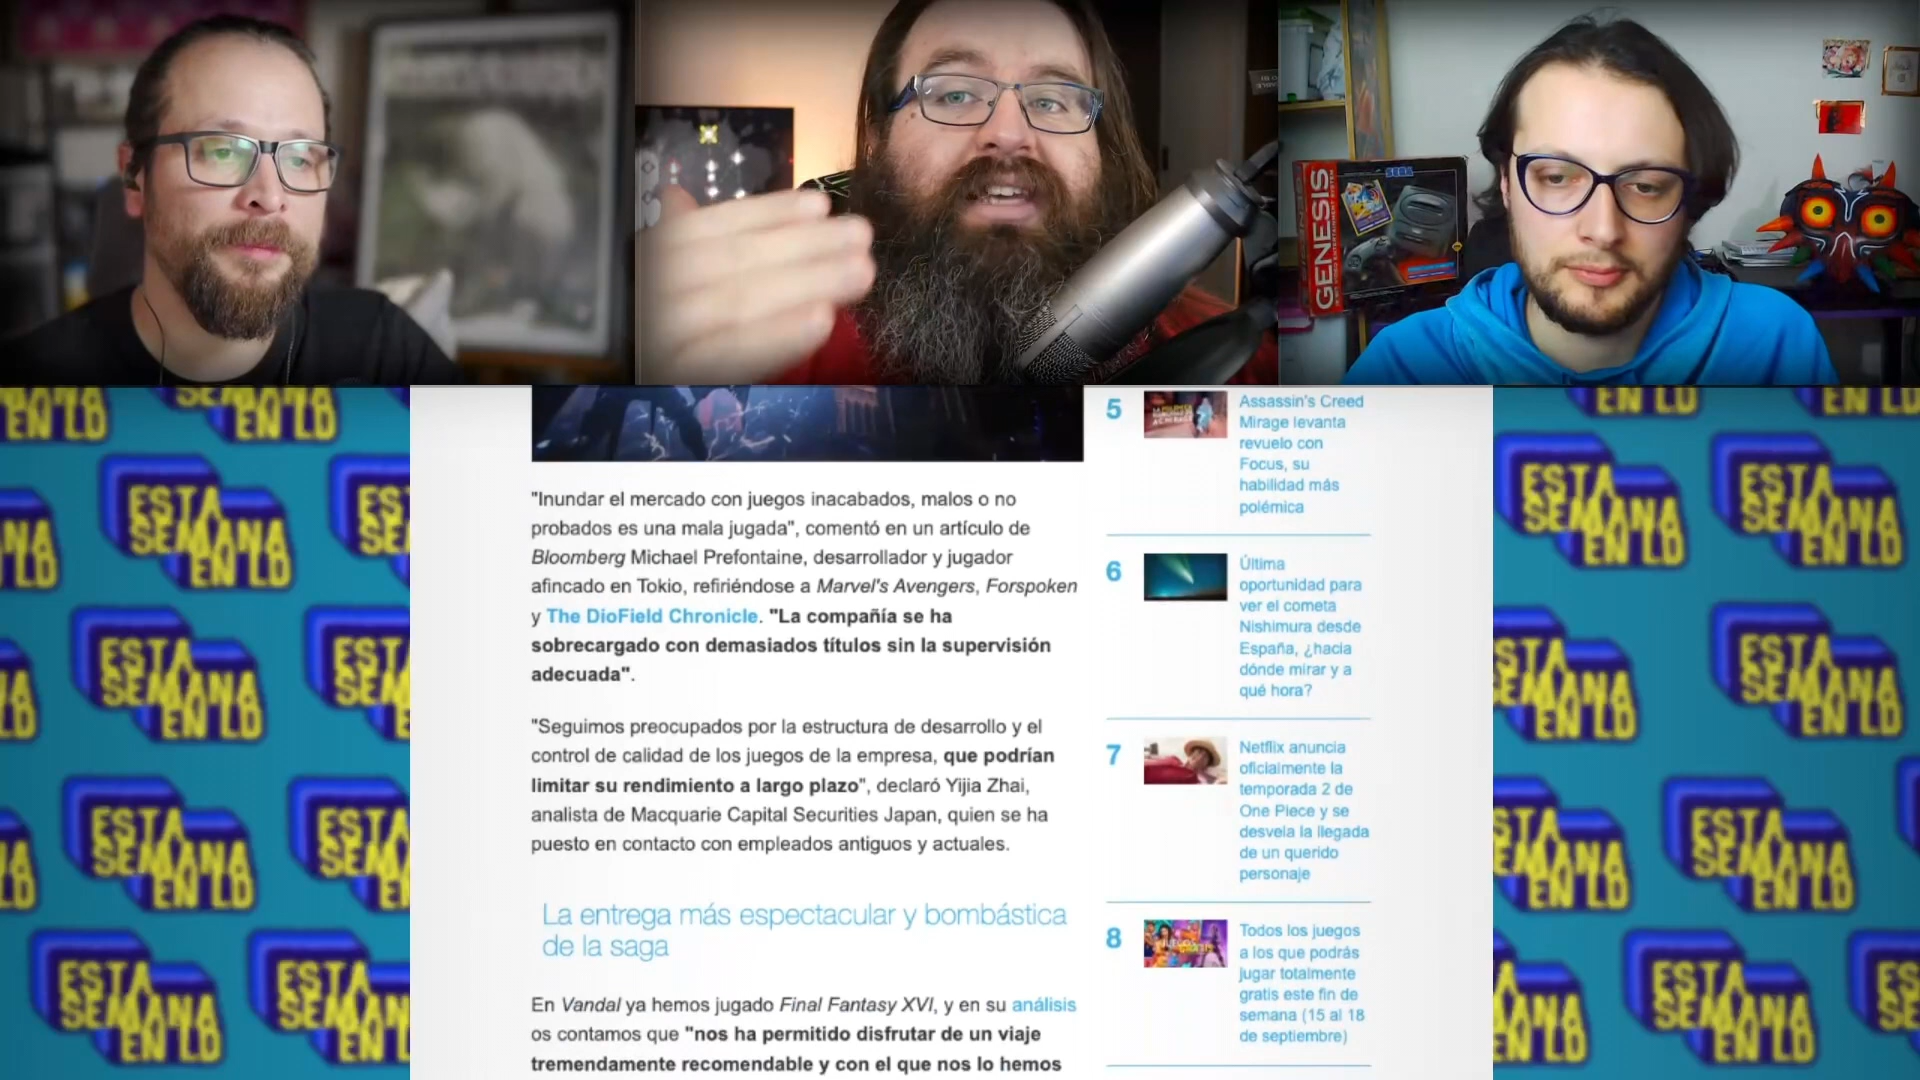 SEGA
GENESIS
"Inundar el mercado con juegos inacabados, malos o no
probados es una mala jugada", comentó en un artículo de
Bloomberg Michael Prefontaine, desarrollador y jugador
afincado en Tokio, refiriéndose a Marvel's Avengers, Forspoken
y The DioField Chronicle. "La compañía se ha
sobrecargado con demasiados títulos sin la supervisión
adecuada".
"Seguimos preocupados por la estructura de desarrollo y el
control de calidad de los juegos de la empresa, que podrían
limitar su rendimiento a largo plazo", declaró Yijia Zhai,
analista de Macquarie Capital Securities Japan, quien se ha
puesto en contacto con empleados antiguos y actuales.
La entrega más espectacular y bombástica
de la saga
En Vandal ya hemos jugado Final Fantasy XVI, y en su análisis
os contamos que "nos ha permitido disfrutar de un viaje
tremendamente recomendable y con el que nos lo hemos
5
Assassin's Creed
Mirage levanta
revuelo con
Focus, su
habilidad más
polémica
6
Última
oportunidad para
ver el cometa
Nishimura desde
España, ¿hacia
dónde mirar y a
qué hora?
7
Netflix anuncia
oficialmente la
temporada 2 de
One Piece y se
desvela la llegada
de un querido
personaje
8
Todos los juegos
a los que podrás
jugar totalmente
gratis este fin de
semana (15 al 18
de septiembre)
ESTA
SEMANA
EN LD